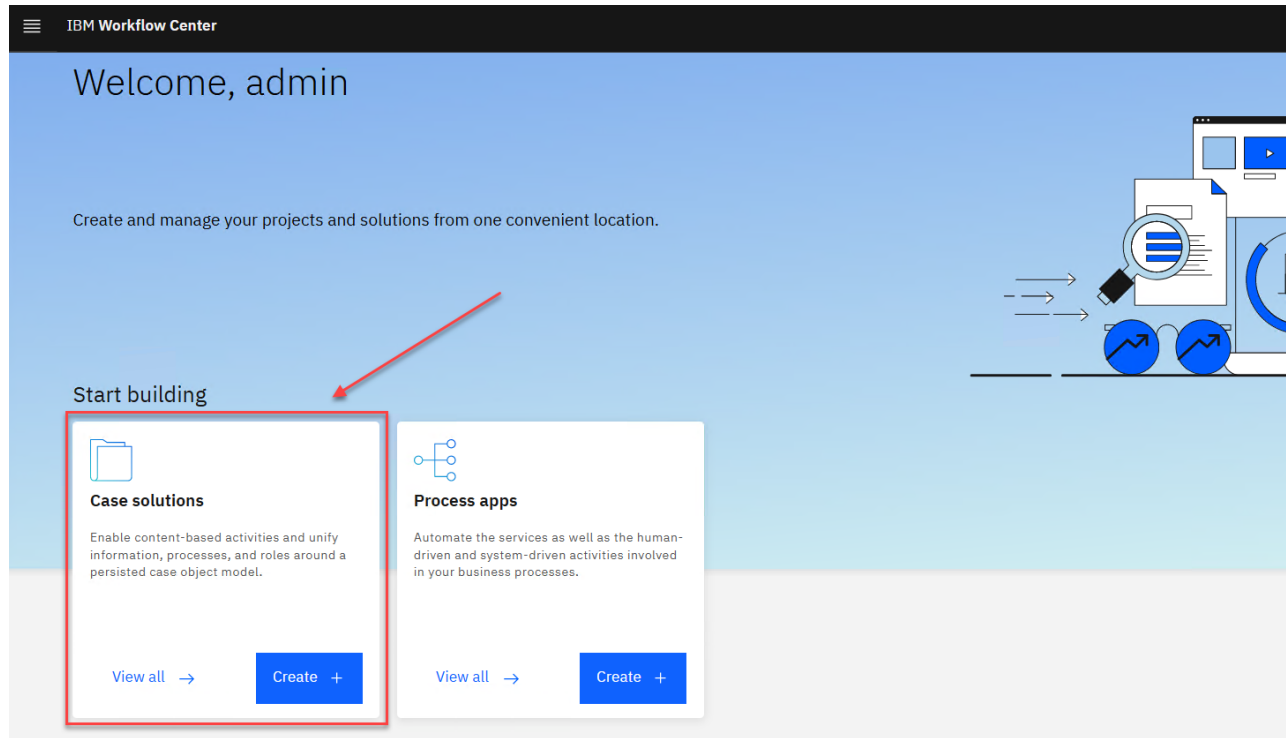 IBM Workflow Center
Welcome, admin
Create and manage your projects and solutions from one convenient location.
Start building
Case solutions
Enable content-based activities and unify
information, processes, and roles around a
persisted case object model.
View all →
Create +
Process apps
Automate the services as well as the human-
driven and system-driven activities involved
in your business processes.
View all →
Create +